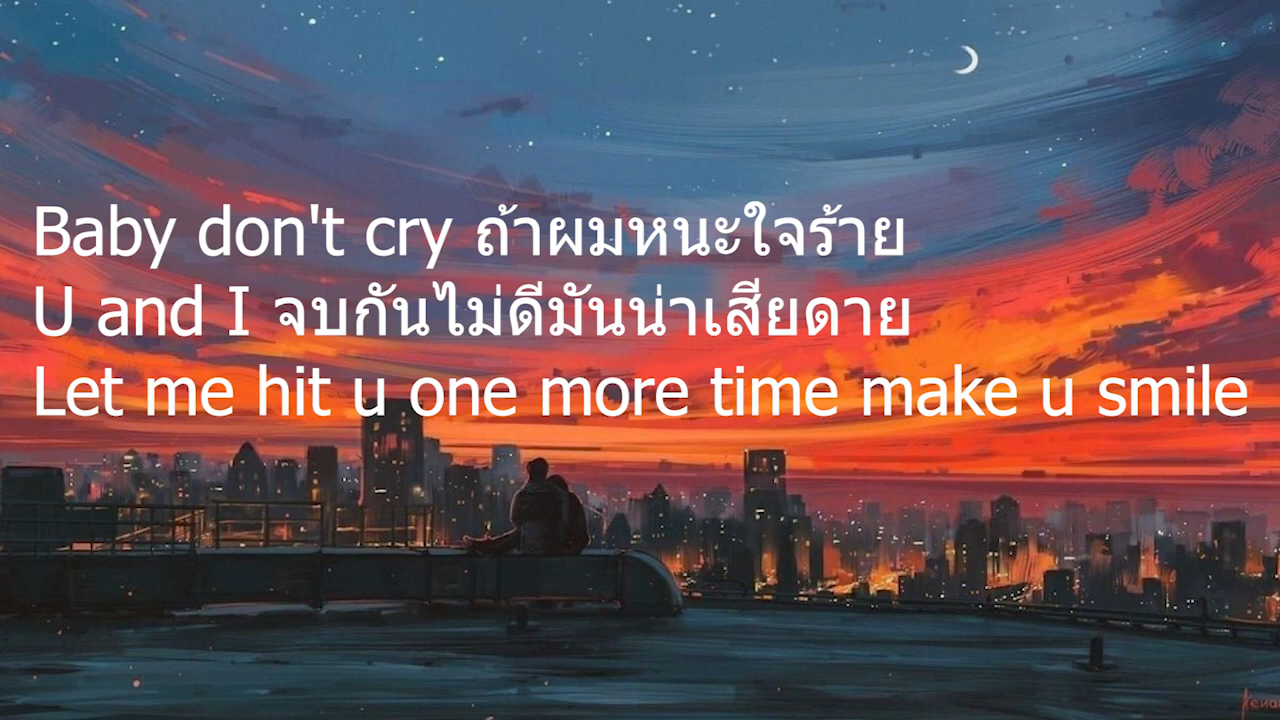 Baby don't cry ถ้าผมหนะใจร้าย
U and I จบกันไม่ดีมันน่าเสียดาย
Let me hit u one more time make u smile